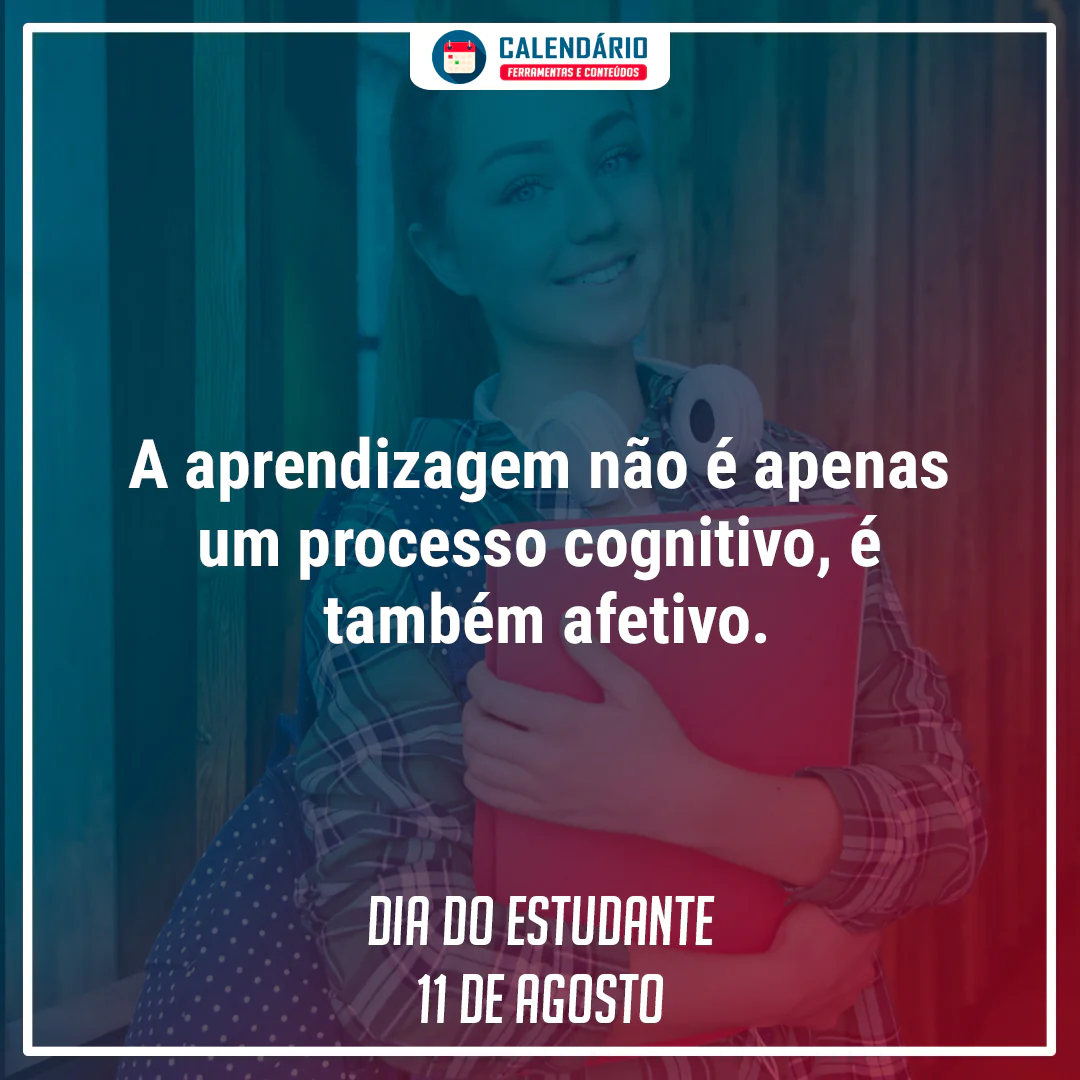 CALENDÁRIO
FERRAMENTAS E CONTEÚDOS
A aprendizagem não é apenas
um processo cognitivo, é
também afetivo.
DIA DO ESTUDANTE
11 DE AGOSTO